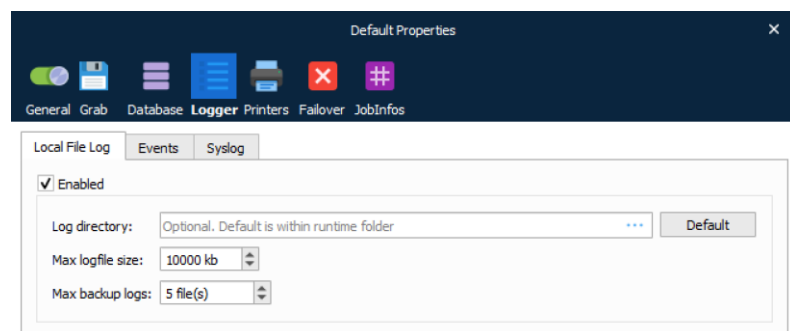 Default Properties
General Grab Database Logger Printers Failover JobInfos
Local File Log Events Syslog
Enabled
Log directory: Optional. Default is within runtime folder ... Default
Max logfile size: 10000 kb
Max backup logs: 5 file(s)